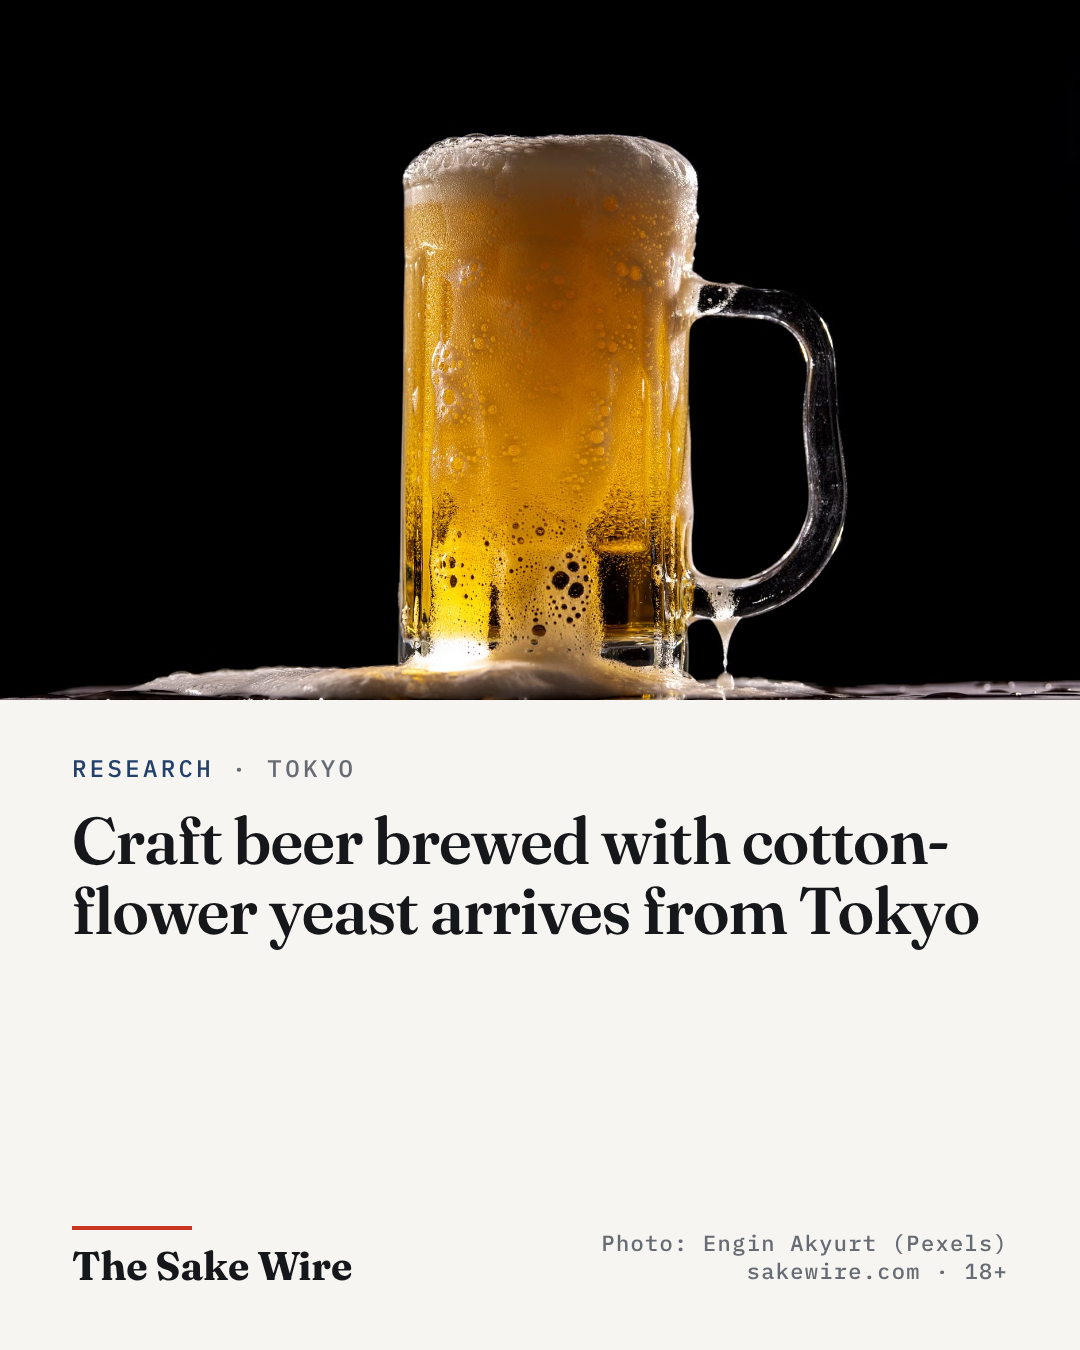 RESEARCH · TOKYO
Craft beer brewed with cotton-
flower yeast arrives from Tokyo
The Sake Wire
Photo: Engin Akyurt (Pexels)
sakewire.com · 18+